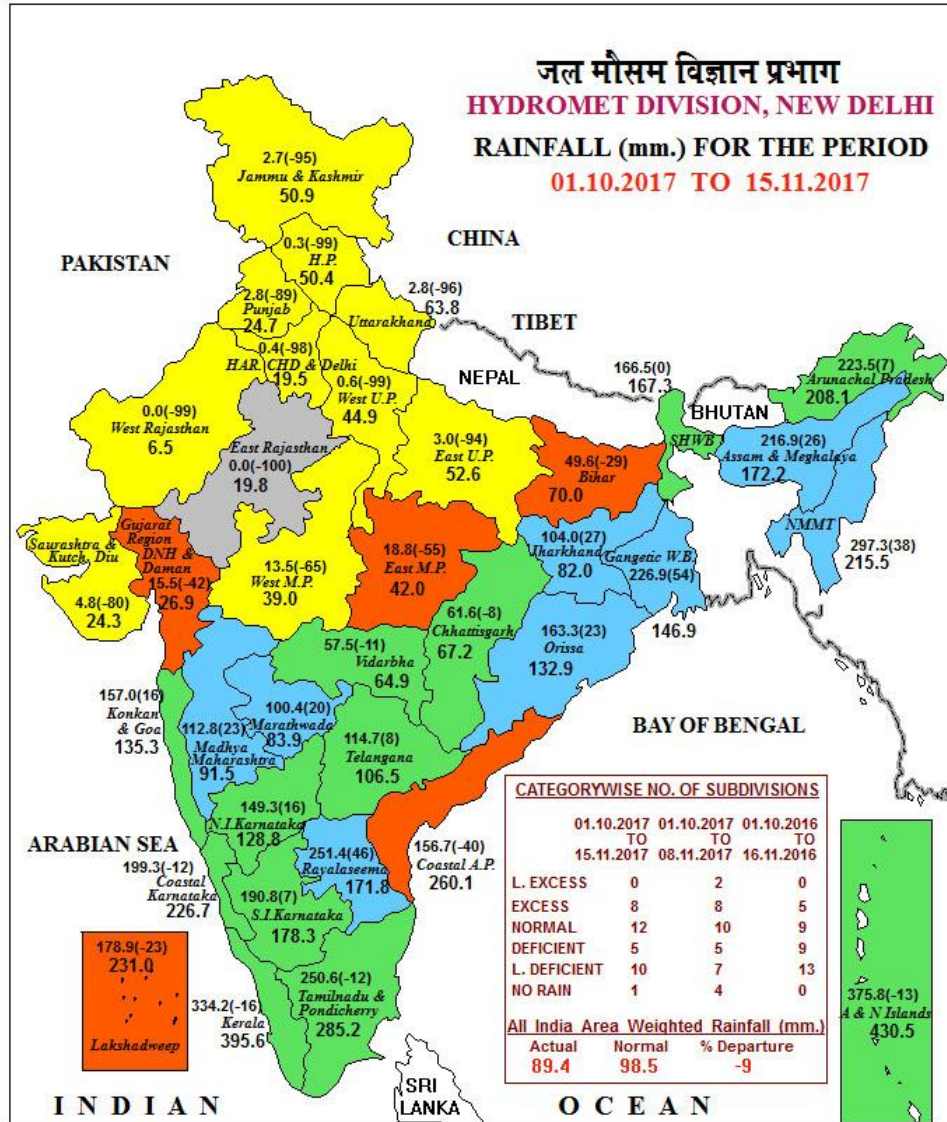 जल मौसम विज्ञान प्रभाग
HYDROMET DIVISION, NEW DELHI
RAINFALL (mm.) FOR THE PERIOD
01.10.2017 TO 15.11.2017
2.7(-95)
Jammu & Kashmir
50.9
CHINA
0.3(-99)
H.P.
50.4
PAKISTAN
2.8(-89)
Punjab
24.7
2.8(-96)
63.8
Uttarakhand
TIBET
0.4(-98)
HAR. CHD & Delhi
19.5
NEPAL
166.5(0)
167.3
223.5(7)
Arunachal Pradesh
208.1
BHUTAN
0.6(-99)
West U.P.
44.9
0.0(-99)
West Rajasthan
6.5
East Rajasthan
0.0(-100)
19.8
3.0(-94)
East U.P.
52.6
49.6(-29)
Bihar
70.0
SHWB
216.9(26)
Assam & Meghalaya
172.2
NMMT
297.3(38)
215.5
Gujarat
Region
DNH &
Daman
15.5(-42)
26.9
Saurashtra &
Kutch, Diu
4.8(-80)
24.3
13.5(-65)
West M.P.
39.0
18.8(-55)
East M.P.
42.0
104.0(27)
Jharkhand
82.0
Gangetic W.B.
226.9(54)
146.9
61.6(-8)
Chhattisgarh
67.2
163.3(23)
Orissa
132.9
57.5(-11)
Vidarbha
64.9
157.0(16)
Konkan
& Goa
135.3
100.4(20)
Marathwada
83.9
112.8(23)
Madhya
Maharashtra
91.5
114.7(8)
Telangana
106.5
BAY OF BENGAL
149.3(16)
N.I.Karnataka
128.8
ARABIAN SEA
199.3(-12)
Coastal
Karnataka
226.7
251.4(46)
Rayalaseema
171.8
156.7(-40)
Coastal A.P.
260.1
190.8(7)
S.I.Karnataka
178.3
178.9(-23)
231.0
Lakshadweep
334.2(-16)
Kerala
395.6
250.6(-12)
Tamilnadu &
Pondicherry
285.2
CATEGORYWISE NO. OF SUBDIVISIONS
01.10.2017 01.10.2017 01.10.2016
TO TO TO
15.11.2017 08.11.2017 16.11.2016
L. EXCESS 0 2 0
EXCESS 8 8 5
NORMAL 12 10 9
DEFICIENT 5 5 9
L. DEFICIENT 10 7 13
NO RAIN 1 4 0
All India Area Weighted Rainfall (mm.)
Actual Normal % Departure
89.4 98.5 -9
375.8(-13)
A & N Islands
430.5
SRI
LANKA
INDIAN OCEAN